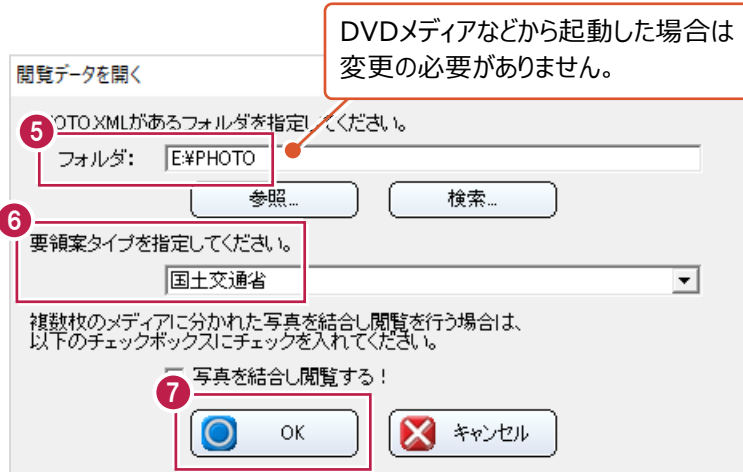 DVDメディアなどから起動した場合は
変更の必要がありません。
閲覧データを開く
OTO.XMLがあるフォルダを指定してください。
5
フォルダ: E:¥PHOTO
参照... 検索...
6
要領案タイプを指定してください。
国土交通省
複数枚のメディアに分かれた写真を結合し閲覧を行う場合は、
以下のチェックボックスにチェックを入れてください。
写真を結合し閲覧する!
7
OK キャンセル